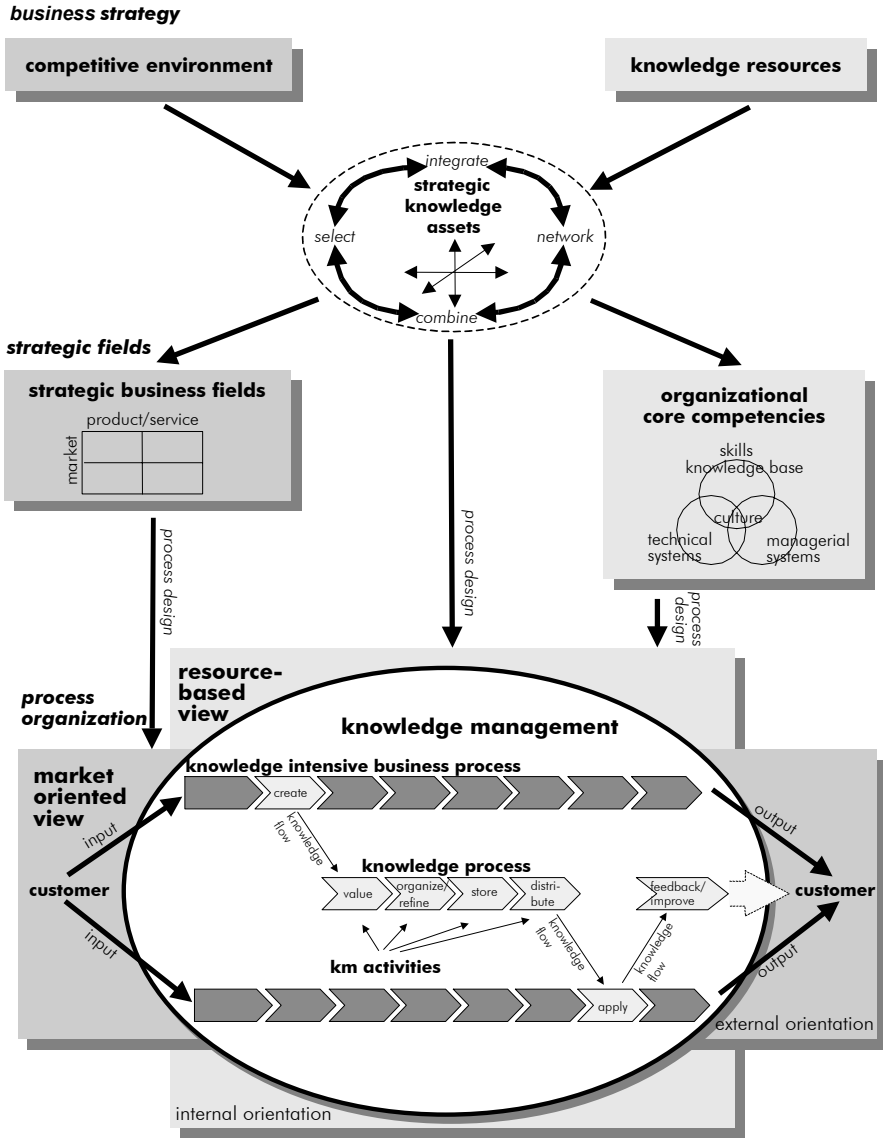 business strategy
competitive environment
knowledge resources
integrate
strategic
knowledge
assets
select
network
combine
strategic fields
strategic business fields
product/service
market
organizational
core competencies
skills
knowledge base
culture
technical
systems
managerial
systems
process design
process design
process
design
process
organization
resource-
based
view
knowledge management
market
oriented
view
knowledge intensive business process
create
input
output
knowledge
flow
knowledge process
customer
value
organize/
refine
store
distri-
bute
feedback/
improve
customer
input
km activities
knowledge
flow
knowledge
flow
output
apply
external orientation
internal orientation